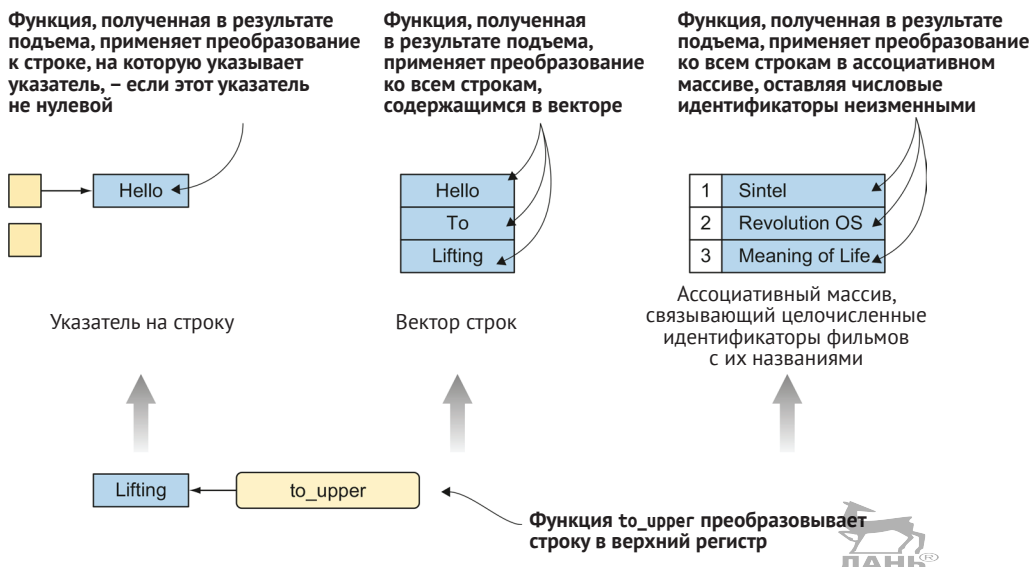 Функция, полученная в результате
подъема, применяет преобразование
к строке, на которую указывает
указатель, – если этот указатель
не нулевой
Функция, полученная
в результате подъема,
применяет преобразование
ко всем строкам,
содержащимся в векторе
Функция, полученная в результате
подъема, применяет преобразование
ко всем строкам в ассоциативном
массиве, оставляя числовые
идентификаторы неизменными
Hello
Hello
To
Lifting
1 Sintel
2 Revolution OS
3 Meaning of Life
Указатель на строку
Вектор строк
Ассоциативный массив,
связывающий целочисленные
идентификаторы фильмов
с их названиями
Lifting
to_upper
Функция to_upper преобразовывает
строку в верхний регистр
ЛАНЬ®